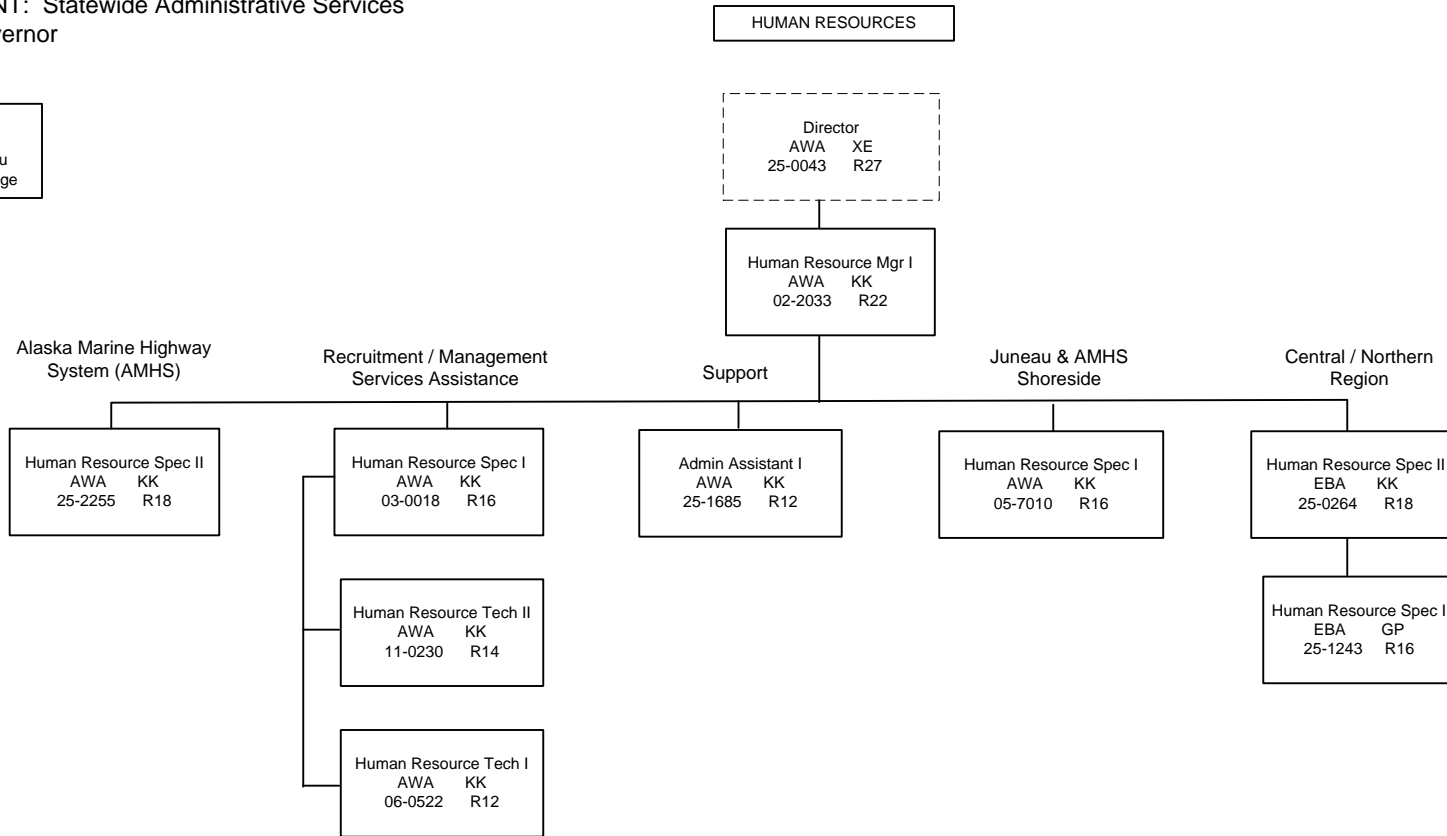 Statewide Administrative Services
HUMAN RESOURCES
Director
AWA XE
25-0043 R27
Human Resource Mgr I
AWA KK
02-2033 R22
Alaska Marine Highway
System (AMHS)
Recruitment / Management
Services Assistance
Support
Juneau & AMHS
Shoreside
Central / Northern
Region
Human Resource Spec II
AWA KK
25-2255 R18
Human Resource Spec I
AWA KK
03-0018 R16
Admin Assistant I
AWA KK
25-1685 R12
Human Resource Spec I
AWA KK
05-7010 R16
Human Resource Spec II
EBA KK
25-0264 R18
Human Resource Tech II
AWA KK
11-0230 R14
Human Resource Spec I
EBA GP
25-1243 R16
Human Resource Tech I
AWA KK
06-0522 R12